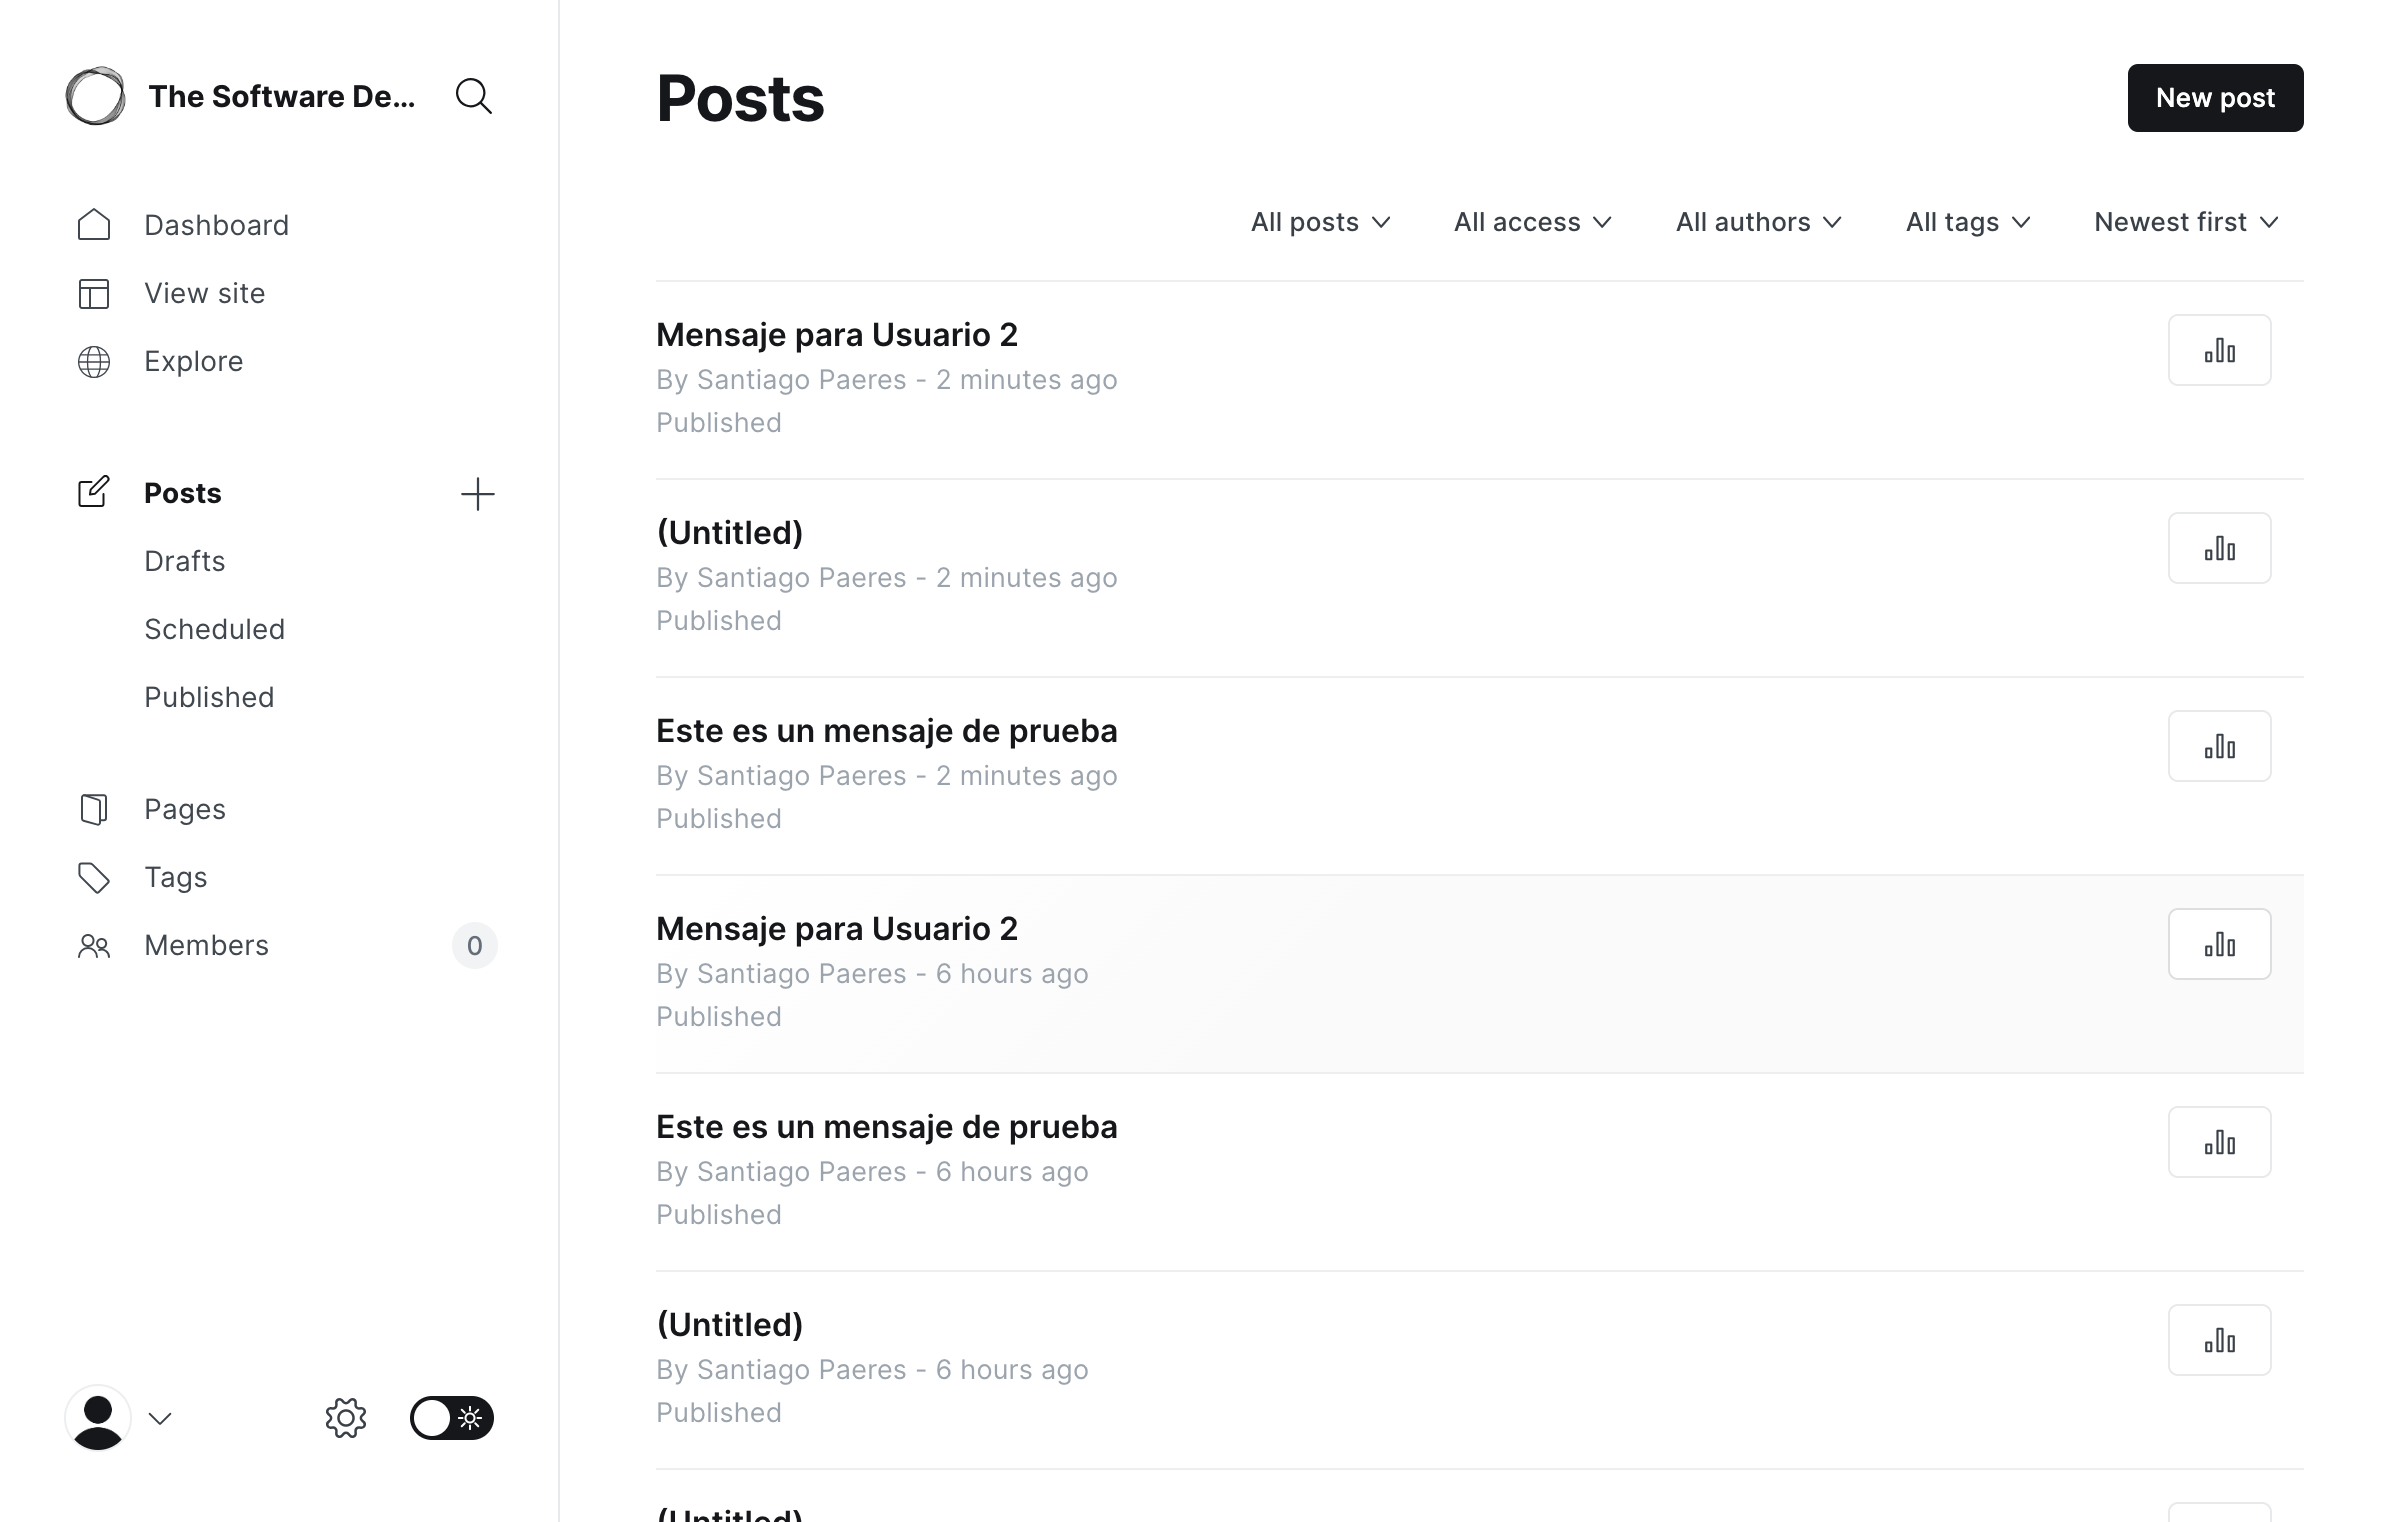 The Software De...
Dashboard
View site
Explore
Posts
Drafts
Scheduled
Published
Pages
Tags
Members 0
Posts
New post
All posts All access All authors All tags Newest first
Mensaje para Usuario 2
By Santiago Paeres - 2 minutes ago
Published
(Untitled)
By Santiago Paeres - 2 minutes ago
Published
Este es un mensaje de prueba
By Santiago Paeres - 2 minutes ago
Published
Mensaje para Usuario 2
By Santiago Paeres - 6 hours ago
Published
Este es un mensaje de prueba
By Santiago Paeres - 6 hours ago
Published
(Untitled)
By Santiago Paeres - 6 hours ago
Published
(Untitled)